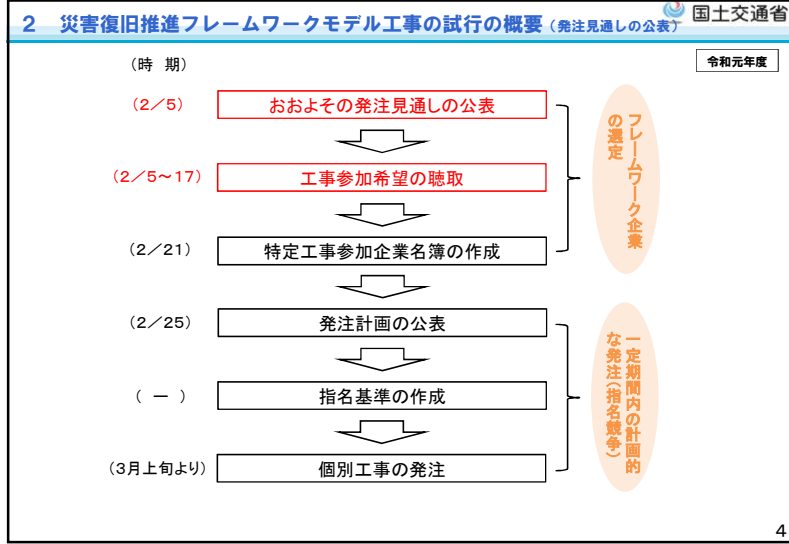 2 災害復旧推進フレームワークモデル工事の試行の概要(発注見通しの公表)
国土交通省
令和元年度
(時 期)
(2/5) おおよその発注見通しの公表
(2/5~17) 工事参加希望の聴取
(2/21) 特定工事参加企業名簿の作成
フレームワーク企業
の選定
(2/25) 発注計画の公表
( ー ) 指名基準の作成
(3月上旬より) 個別工事の発注
一定期間内の計画的
な発注(指名競争)
4